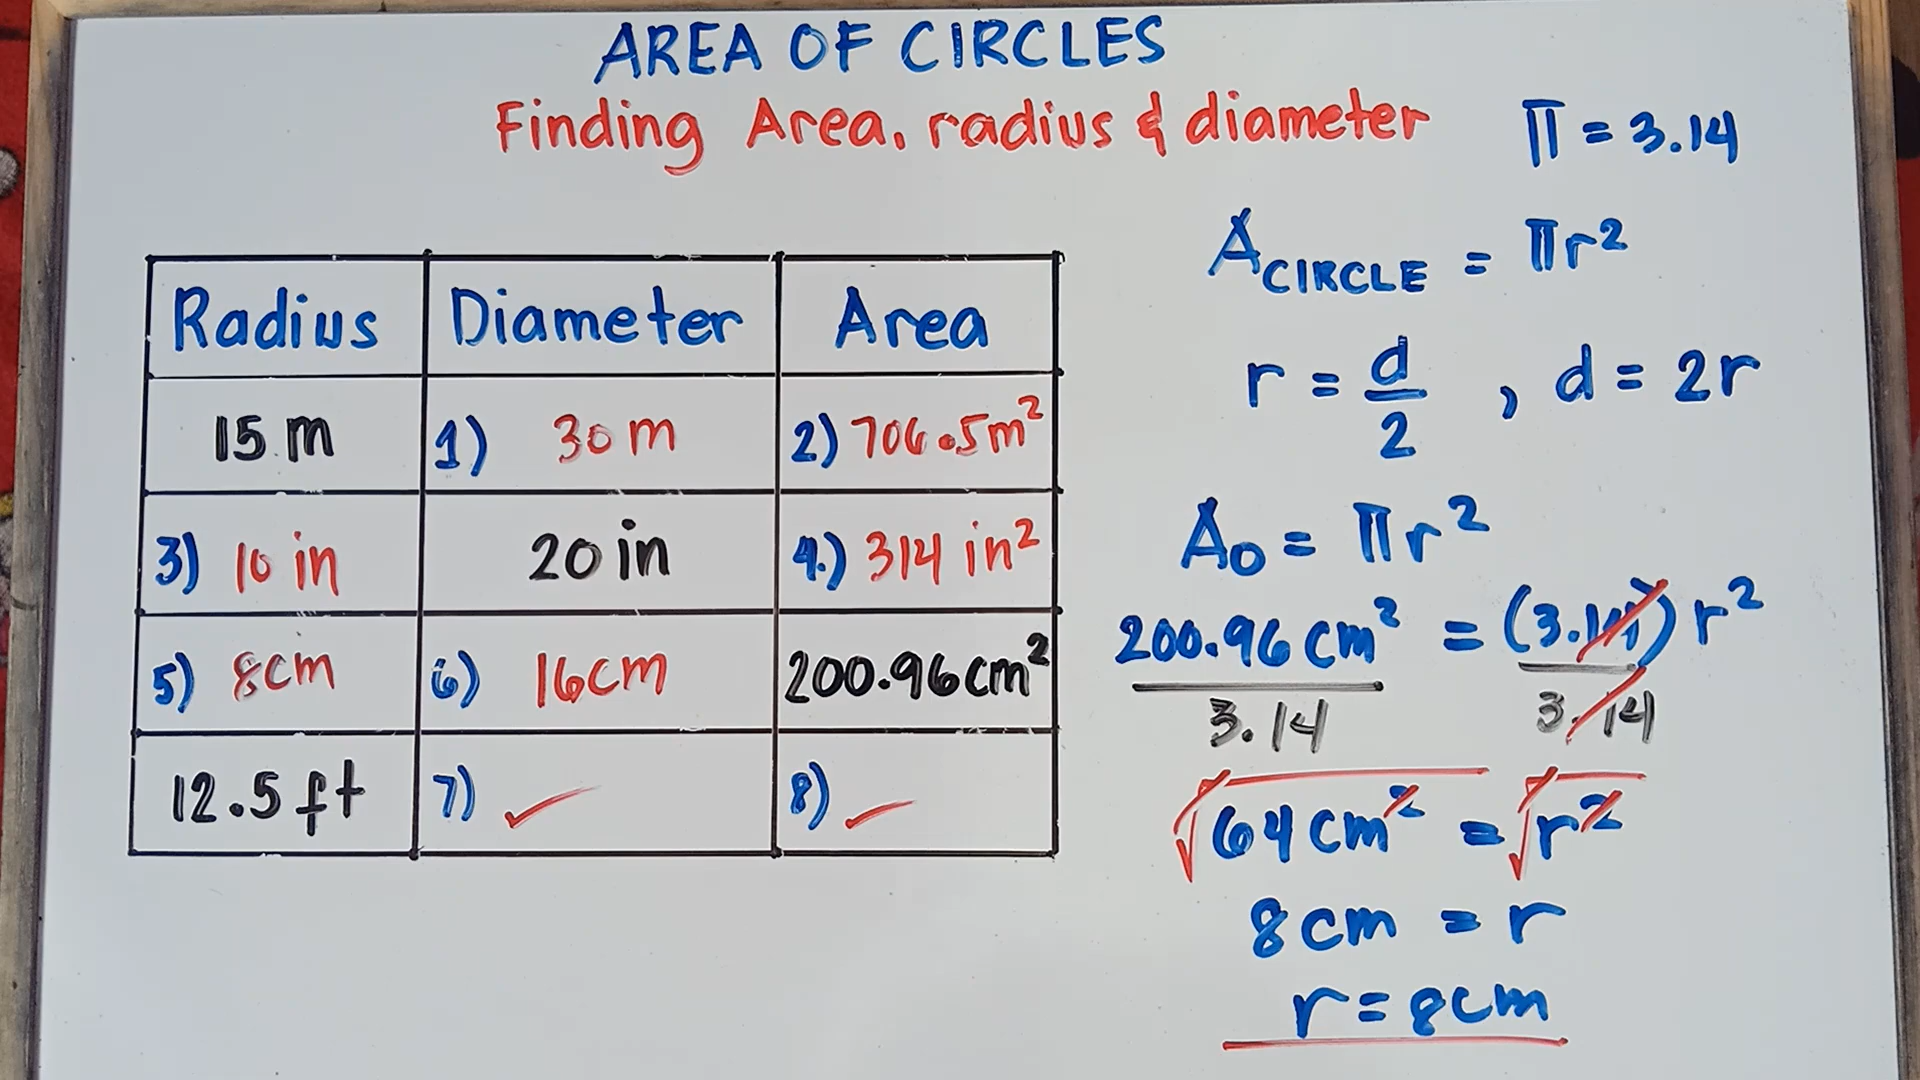 AREA OF CIRCLES
Finding Area, radius & diameter
π = 3.14
Radius Diameter Area
15 m 1) 30 m 2) 706.5 m²
3) 10 in 20 in 4.) 314 in²
5) 8cm 6) 16cm 200.96cm²
12.5 ft 7) ✓ 8) ✓
A CIRCLE = πr²
r = d/2 , d = 2r
A○ = πr²
200.96 cm² = (3.14) r²
3.14 3.14
√64 cm² = √r²
8 cm = r
r = 8cm